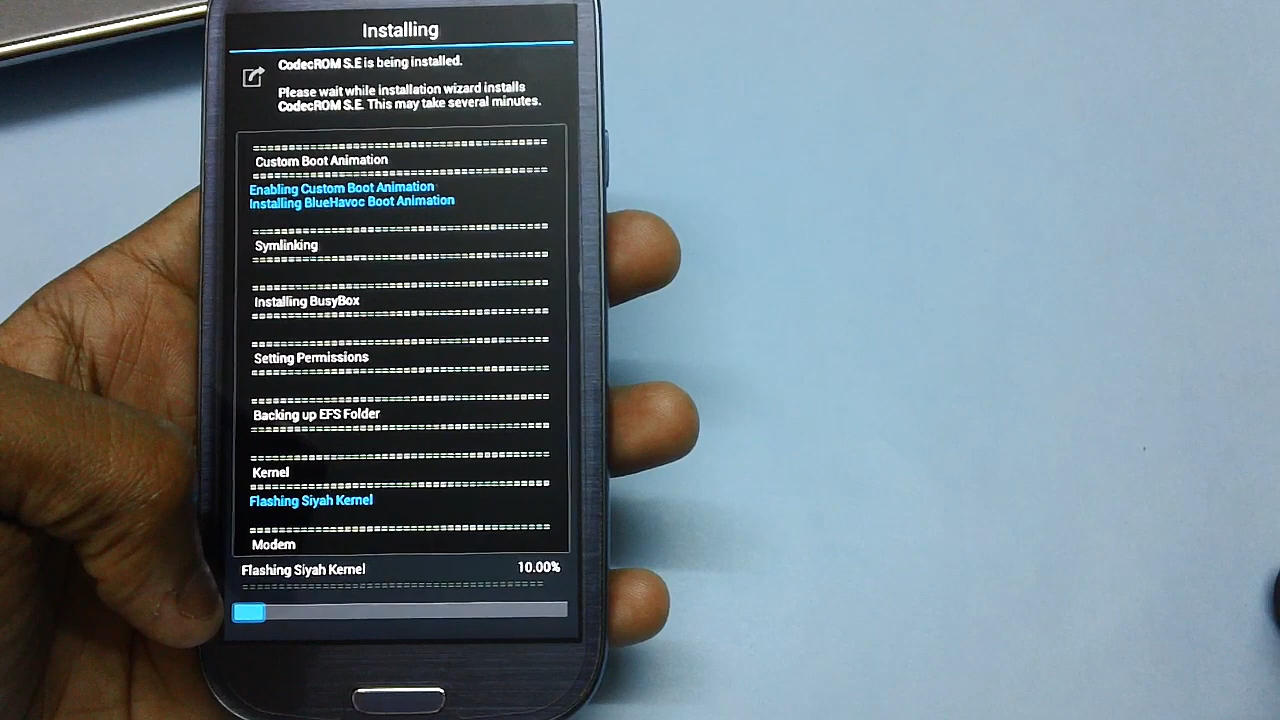 Installing
CodecROM S.E is being installed.
Please wait while installation wizard installs
CodecROM S.E. This may take several minutes.
Custom Boot Animation
Enabling Custom Boot Animation
Installing BlueHavoc Boot Animation
Symlinking
Installing BusyBox
Setting Permissions
Backing up EFS Folder
Kernel
Flashing Siyah Kernel
Modem
Flashing Siyah Kernel 10.00%